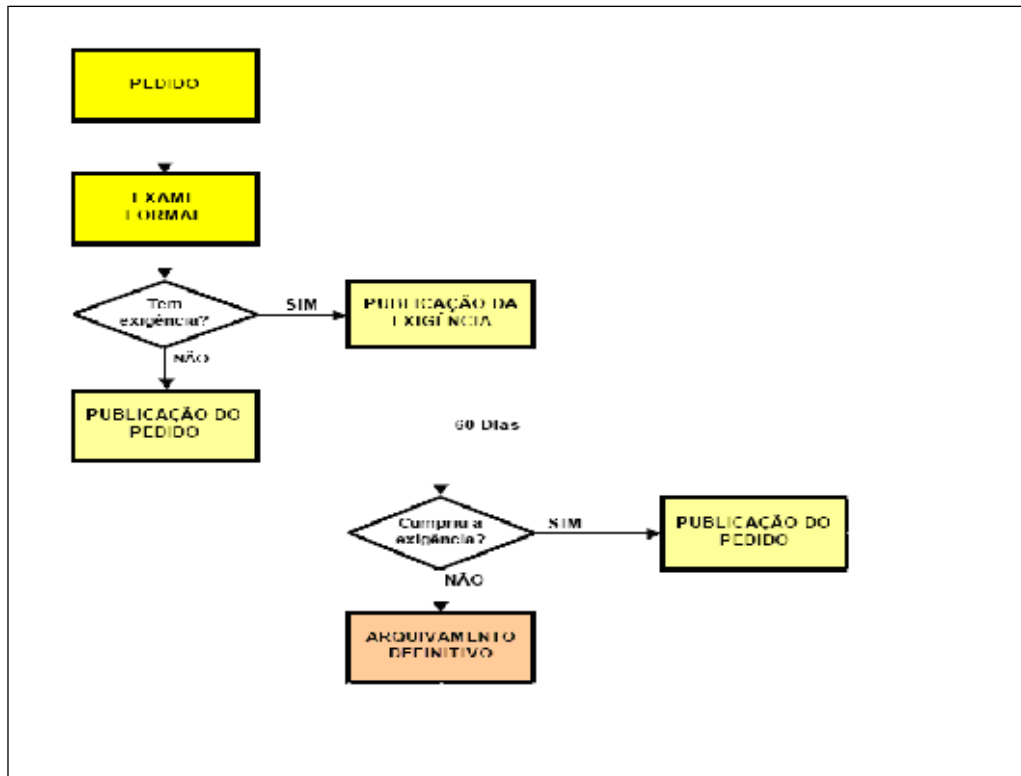 PEDIDO
EXAME
FORMAL
Tem
exigência?
SIM
PUBLICAÇÃO DA
EXIGÊNCIA
NÃO
PUBLICAÇÃO DO
PEDIDO
60 Dias
Cumpriu a
exigência?
SIM
PUBLICAÇÃO DO
PEDIDO
NÃO
ARQUIVAMENTO
DEFINITIVO